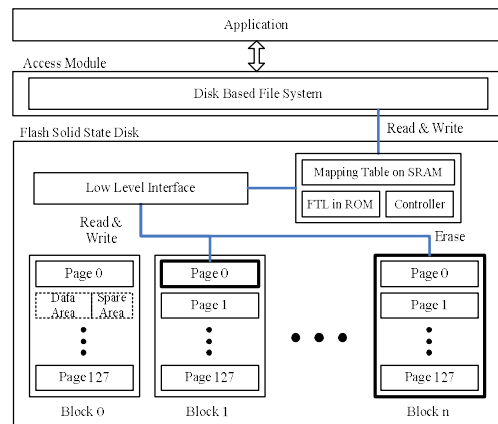 Application
Access Module
Disk Based File System
Flash Solid State Disk
Read & Write
Mapping Table on SRAM
Low Level Interface
FTL in ROM
Controller
Read &
Write
Erase
Page 0
Page 0
Page 0
Data
Area
Spare
Area
Page 1
Page 1
Page 127
Page 127
Page 127
Block 0
Block 1
Block n